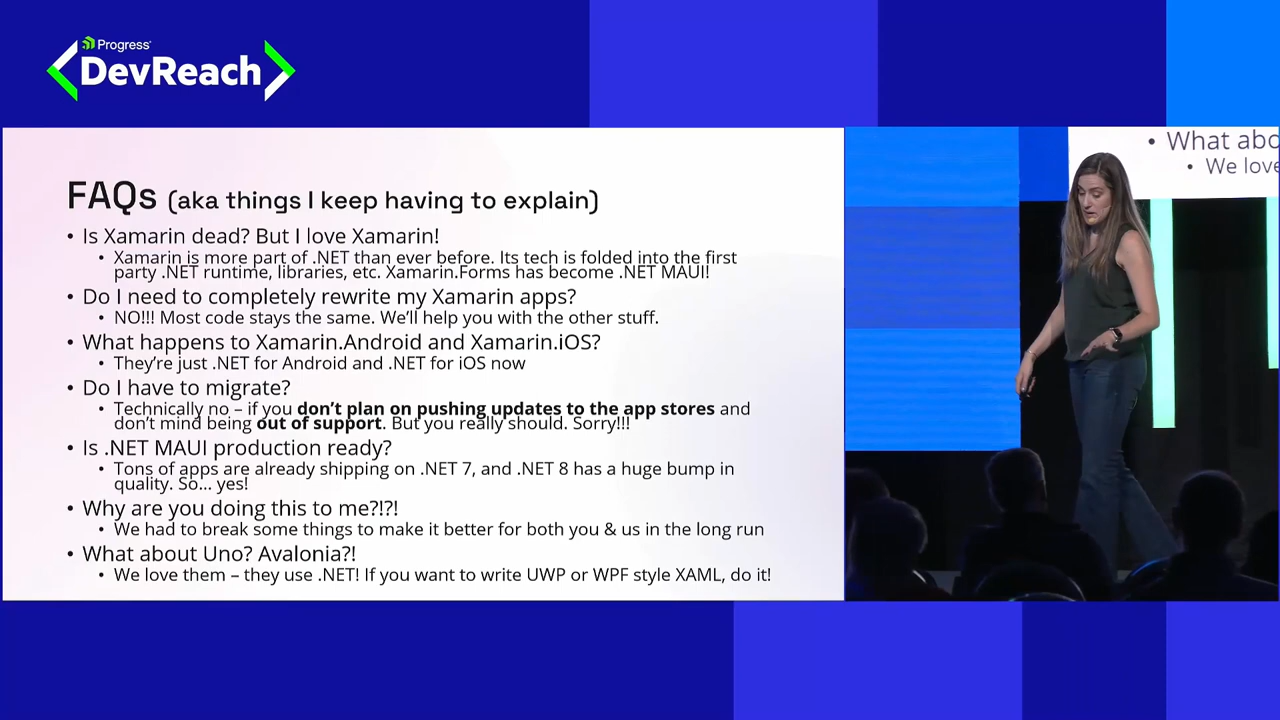 Progress
DevReach
FAQs (aka things I keep having to explain)
• Is Xamarin dead? But I love Xamarin!
• Xamarin is more part of .NET than ever before. Its tech is folded into the first
party .NET runtime, libraries, etc. Xamarin.Forms has become .NET MAUI!
• Do I need to completely rewrite my Xamarin apps?
• NO!!! Most code stays the same. We'll help you with the other stuff.
• What happens to Xamarin.Android and Xamarin.iOS?
• They're just .NET for Android and .NET for iOS now
• Do I have to migrate?
• Technically no – if you don't plan on pushing updates to the app stores and
don't mind being out of support. But you really should. Sorry!!!
• Is .NET MAUI production ready?
• Tons of apps are already shipping on .NET 7, and .NET 8 has a huge bump in
quality. So... yes!
• Why are you doing this to me?!?!
• We had to break some things to make it better for both you & us in the long run
• What about Uno? Avalonia?!
• We love them – they use .NET! If you want to write UWP or WPF style XAML, do it!
• What abo
• We love